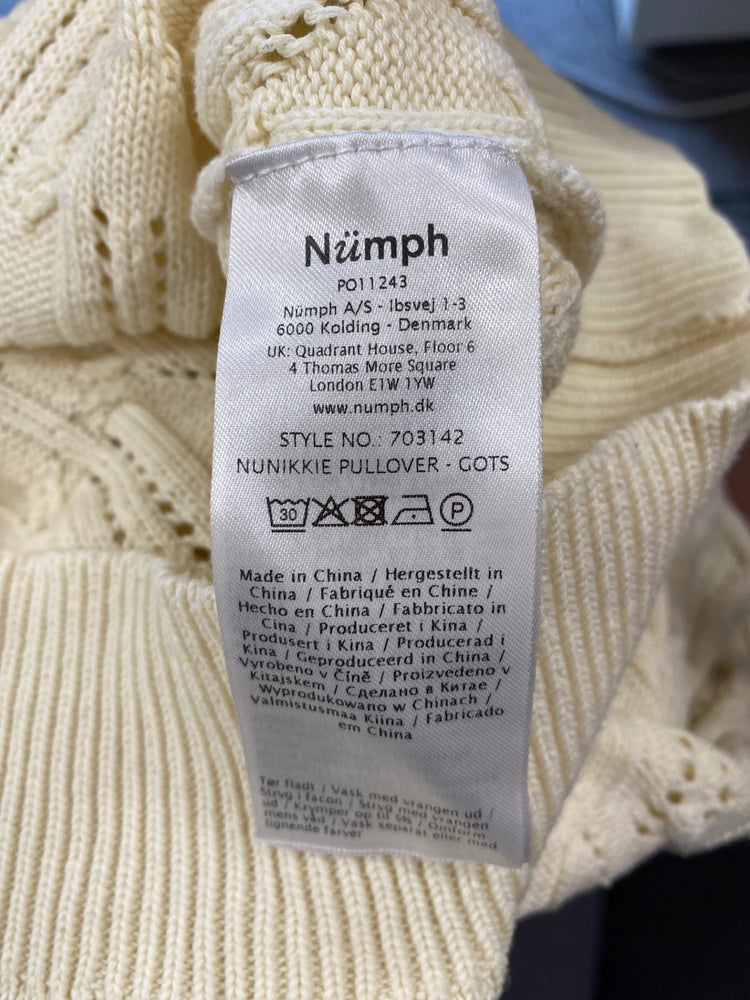 Nümph
PO11243
Nümph A/S - Ibsvej 1-3
6000 Kolding - Denmark
UK: Quadrant House, Floor 6
4 Thomas More Square
London E1W 1YW
www.numph.dk
STYLE NO.: 703142
NUNIKKIE PULLOVER - GOTS
30
P
Made in China / Hergestellt in
China / Fabriqué en Chine /
Hecho en China / Fabbricato in
Cina / Produceret i Kina /
Produsert i Kina / Producerad i
Kina / Geproduceerd in China /
Vyrobeno v Číně / Proizvedeno v
Kitajskem / Сделано в Китае /
Wyprodukowano w Chinach /
Valmistusmaa Kiina / Fabricado
em China
Tør fladt / Vask med vrangen ud /
Stryg i facon / Stryg med vrangen
ud / Krymper op til 5% / Omform
mens våd / Vask separat eller med
lignende farver